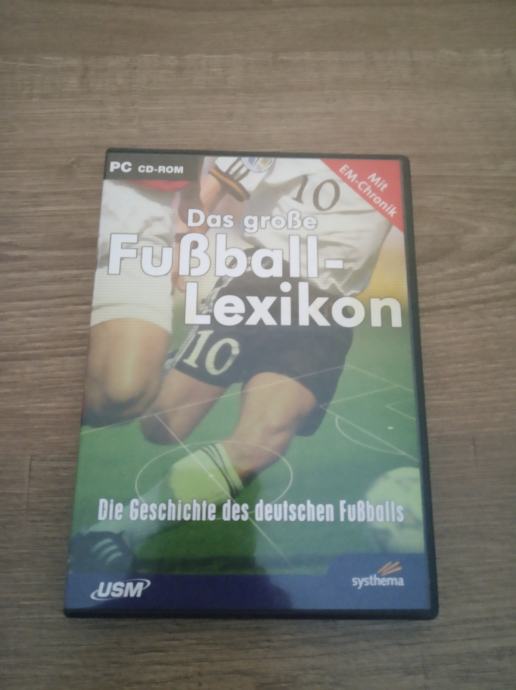 PC CD-ROM
Mit
EM-Chronik
10
Das große
Fußball-
Lexikon
10
Die Geschichte des deutschen Fußballs
USM
systhema